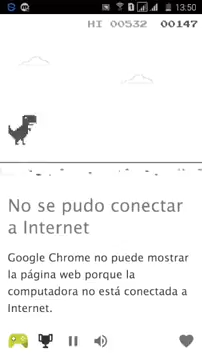 13:50
HI 00532 00147
No se pudo conectar
a Internet
Google Chrome no puede mostrar
la página web porque la
computadora no está conectada a
Internet.